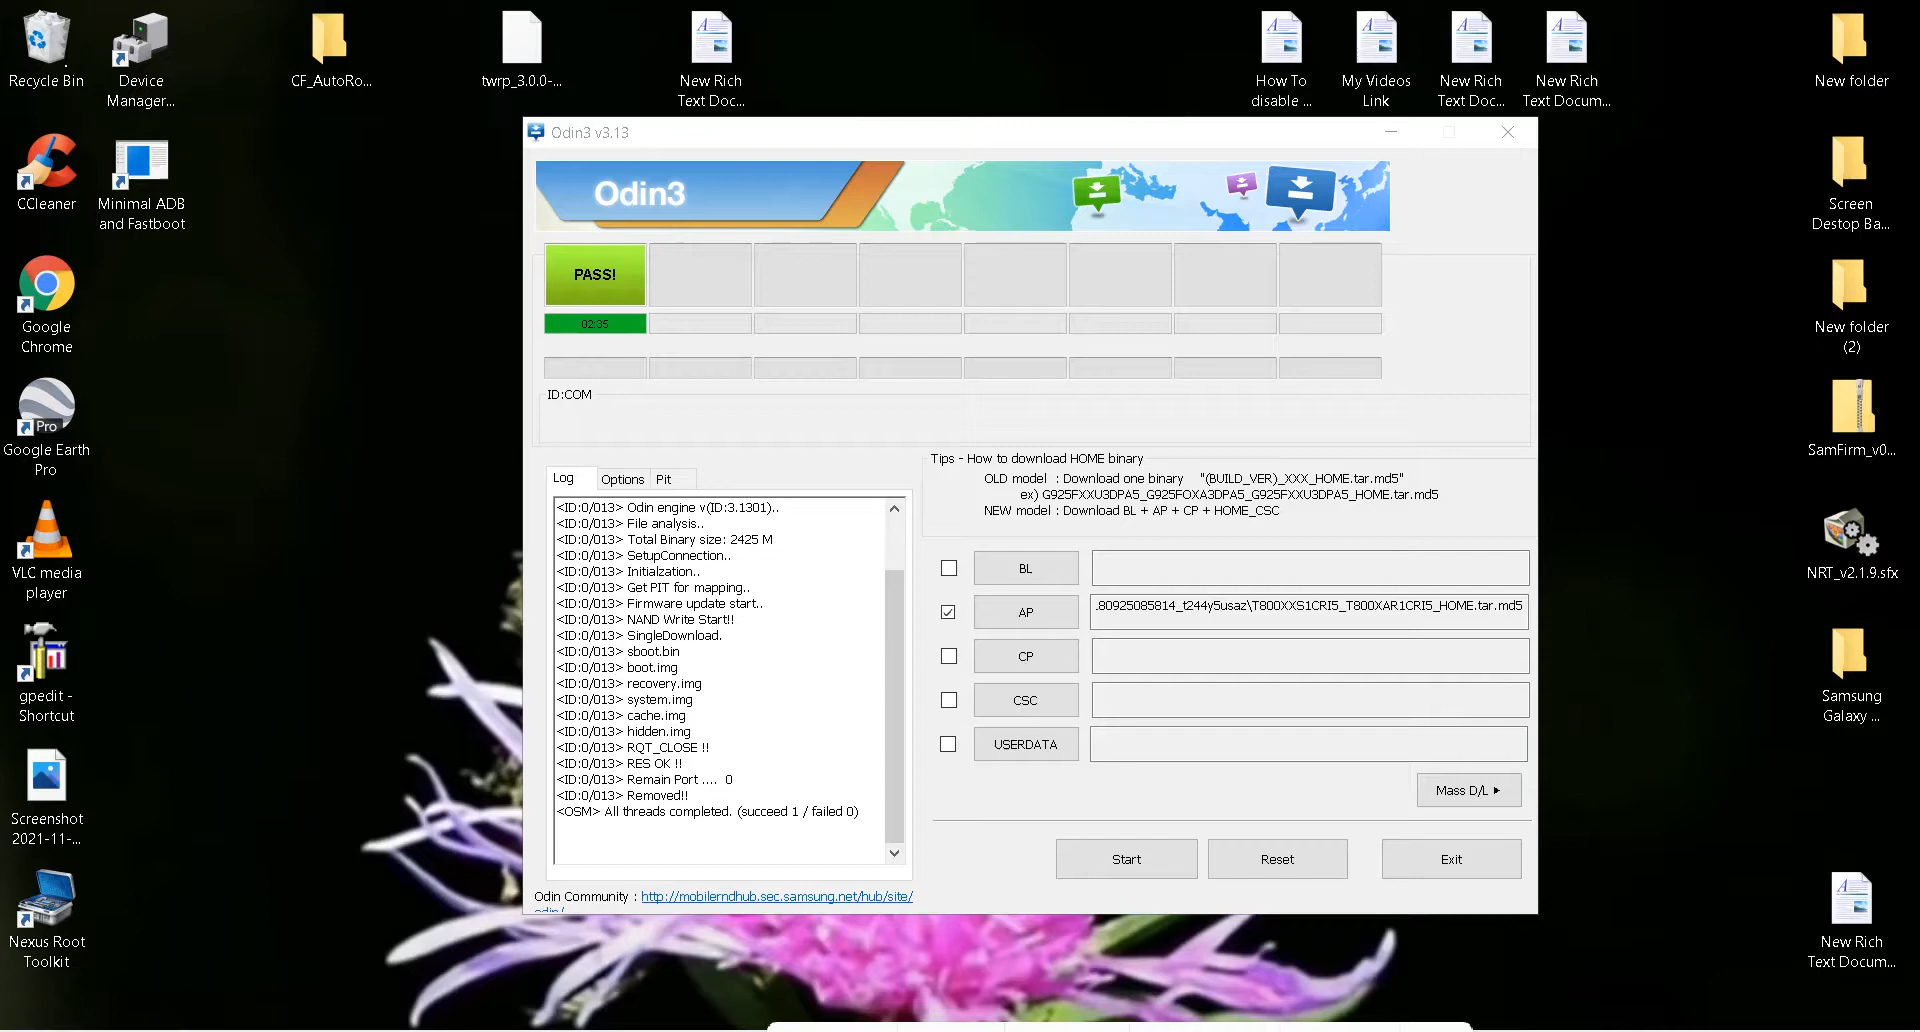 Recycle Bin
Device
Manager...
CF_AutoRo...
twrp_3.0.0-...
New Rich
Text Doc...
How To
disable ...
My Videos
Link
New Rich
Text Doc...
New Rich
Text Docum...
New folder
CCleaner
Minimal ADB
and Fastboot
Google
Chrome
Pro
Google Earth
Pro
VLC media
player
gpedit -
Shortcut
Screenshot
2021-11-...
Nexus Root
Toolkit
Odin3 v3.13
Odin3
PASS!
02:35
ID:COM
Log
Options
Pit
<ID:0/013> Odin engine v(ID:3.1301)..
<ID:0/013> File analysis..
<ID:0/013> Total Binary size: 2425 M
<ID:0/013> SetupConnection..
<ID:0/013> Initialzation..
<ID:0/013> Get PIT for mapping..
<ID:0/013> Firmware update start..
<ID:0/013> NAND Write Start!!
<ID:0/013> SingleDownload.
<ID:0/013> sboot.bin
<ID:0/013> boot.img
<ID:0/013> recovery.img
<ID:0/013> system.img
<ID:0/013> cache.img
<ID:0/013> hidden.img
<ID:0/013> RQT_CLOSE !!
<ID:0/013> RES OK !!
<ID:0/013> Remain Port .... 0
<ID:0/013> Removed!!
<OSM> All threads completed. (succeed 1 / failed 0)
Odin Community : http://mobilerndhub.sec.samsung.net/hub/site/
odin/
Tips - How to download HOME binary
OLD model : Download one binary "(BUILD_VER)_XXX_HOME.tar.md5"
ex) G925FXXU3DPA5_G925FOXA3DPA5_G925FXXU3DPA5_HOME.tar.md5
NEW model : Download BL + AP + CP + HOME_CSC
BL
AP
.80925085814_t244y5usaz\T800XXS1CRI5_T800XAR1CRI5_HOME.tar.md5
CP
CSC
USERDATA
Mass D/L
Start
Reset
Exit
Screen
Destop Ba...
New folder
(2)
SamFirm_v0...
NRT_v2.1.9.sfx
Samsung
Galaxy ...
New Rich
Text Docum...